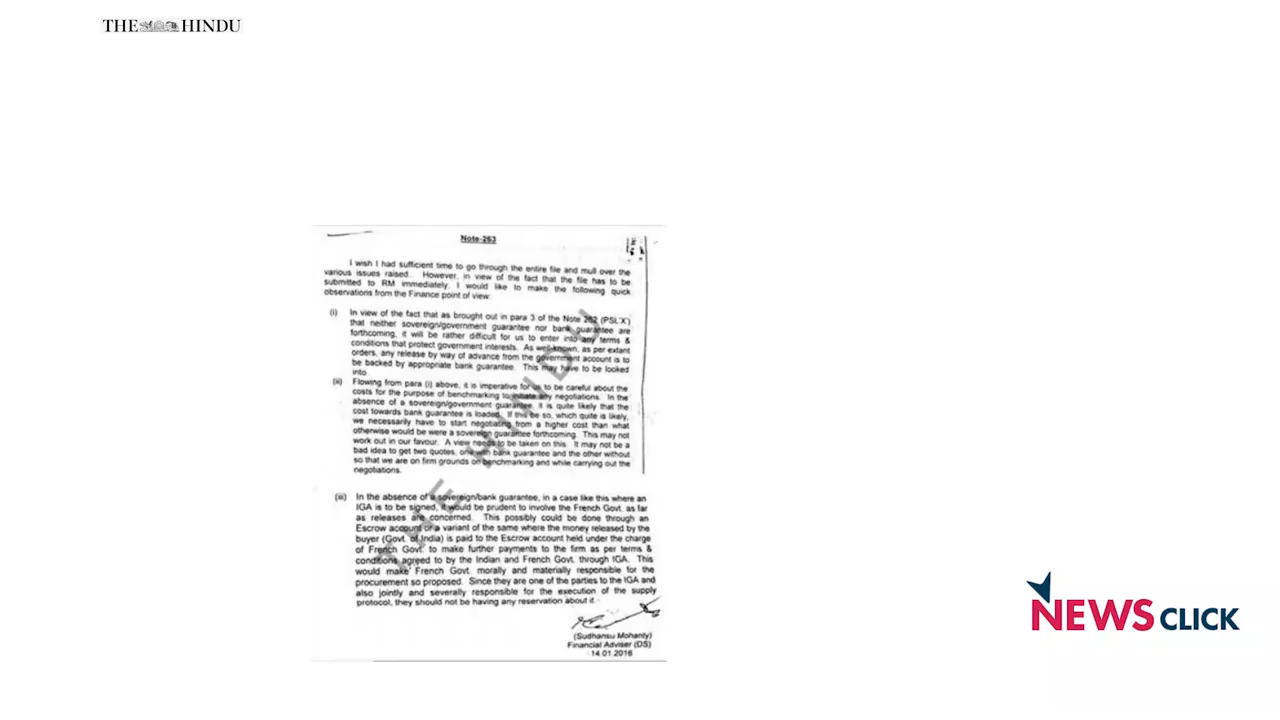 THE HINDU
Note-263
I wish I had sufficient time to go through the entire file and mull over the
various issues raised. However, in view of the fact that the file has to be
submitted to RM immediately, I would like to make the following quick
observations from the Finance point of view:
(i) In view of the fact that as brought out in para 3 of the Note 262 (PSL'X')
that neither sovereign/government guarantee nor bank guarantee are
forthcoming, it will be rather difficult for us to enter into any terms &
conditions that protect government interests. As well-known, as per extant
orders, any release by way of advance from the government account is to
be backed by appropriate bank guarantee. This may have to be looked
into.
(ii) Flowing from para (i) above, it is imperative for us to be careful about the
costs for the purpose of benchmarking to initiate any negotiations. In the
absence of a sovereign/government guarantee, it is quite likely that the
cost towards bank guarantee is loaded. If this be so, which quite is likely,
we necessarily have to start negotiating from a higher cost than what
otherwise would be were a sovereign guarantee forthcoming. This may not
work out in our favour. A view needs to be taken on this. It may not be a
bad idea to get two quotes, one on bank guarantee and the other without
so that we are on firm grounds on benchmarking and while carrying out the
negotiations.
(iii) In the absence of a sovereign/bank guarantee, in a case like this where an
IGA is to be signed, it would be prudent to involve the French Govt. as far
as releases are concerned. This possibly could be done through an
Escrow account or a variant of the same where the money released by the
buyer (Govt. of India) is paid to the Escrow account held under the charge
of French Govt. to make further payments to the firm as per terms &
conditions agreed to by the Indian and French Govt. through IGA. This
would make French Govt. morally and materially responsible for the
procurement so proposed. Since they are one of the parties to the IGA and
also jointly and severally responsible for the execution of the supply
protocol, they should not be having any reservation about it.
(Sudhansu Mohanty)
Financial Adviser (DS)
14.01.2016
THE HINDU
NEWSCLICK